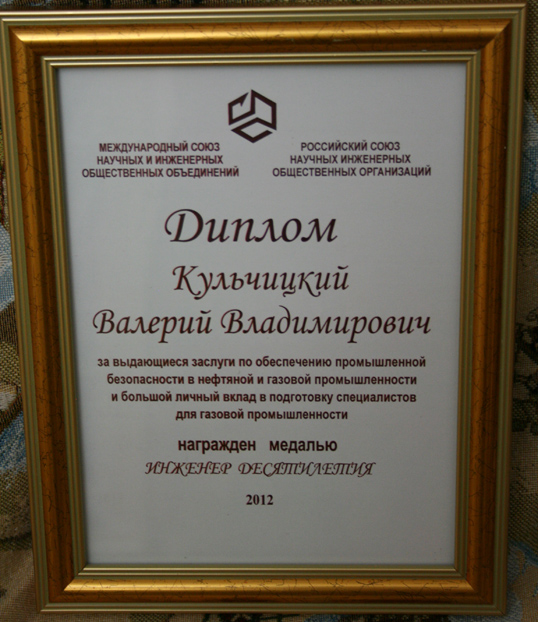 МЕЖДУНАРОДНЫЙ СОЮЗ
НАУЧНЫХ И ИНЖЕНЕРНЫХ
ОБЩЕСТВЕННЫХ ОБЪЕДИНЕНИЙ
РОССИЙСКИЙ СОЮЗ
НАУЧНЫХ ИНЖЕНЕРНЫХ
ОБЩЕСТВЕННЫХ ОРГАНИЗАЦИЙ
Диплом
Кульчицкий
Валерий Владимирович
за выдающиеся заслуги по обеспечению промышленной
безопасности в нефтяной и газовой промышленности
и большой личный вклад в подготовку специалистов
для газовой промышленности
награжден медалью
ИНЖЕНЕР ДЕСЯТИЛЕТИЯ
2012